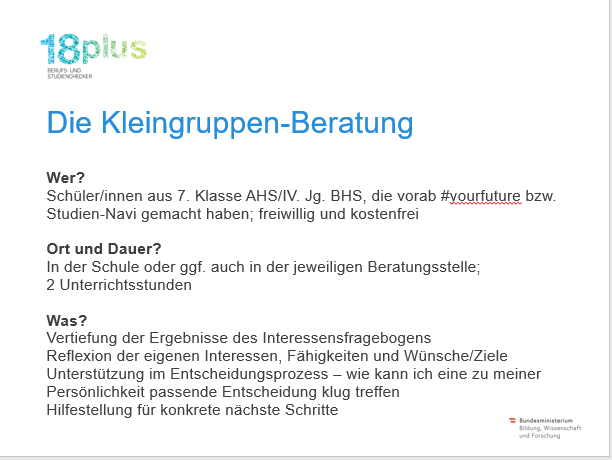 18plus
BERUFS- UND
STUDIENCHECKER
Die Kleingruppen-Beratung
Wer?
Schüler/innen aus 7. Klasse AHS/IV. Jg. BHS, die vorab #yourfuture bzw.
Studien-Navi gemacht haben; freiwillig und kostenfrei
Ort und Dauer?
In der Schule oder ggf. auch in der jeweiligen Beratungsstelle;
2 Unterrichtsstunden
Was?
Vertiefung der Ergebnisse des Interessensfragebogens
Reflexion der eigenen Interessen, Fähigkeiten und Wünsche/Ziele
Unterstützung im Entscheidungsprozess – wie kann ich eine zu meiner
Persönlichkeit passende Entscheidung klug treffen
Hilfestellung für konkrete nächste Schritte
Bundesministerium
Bildung, Wissenschaft
und Forschung